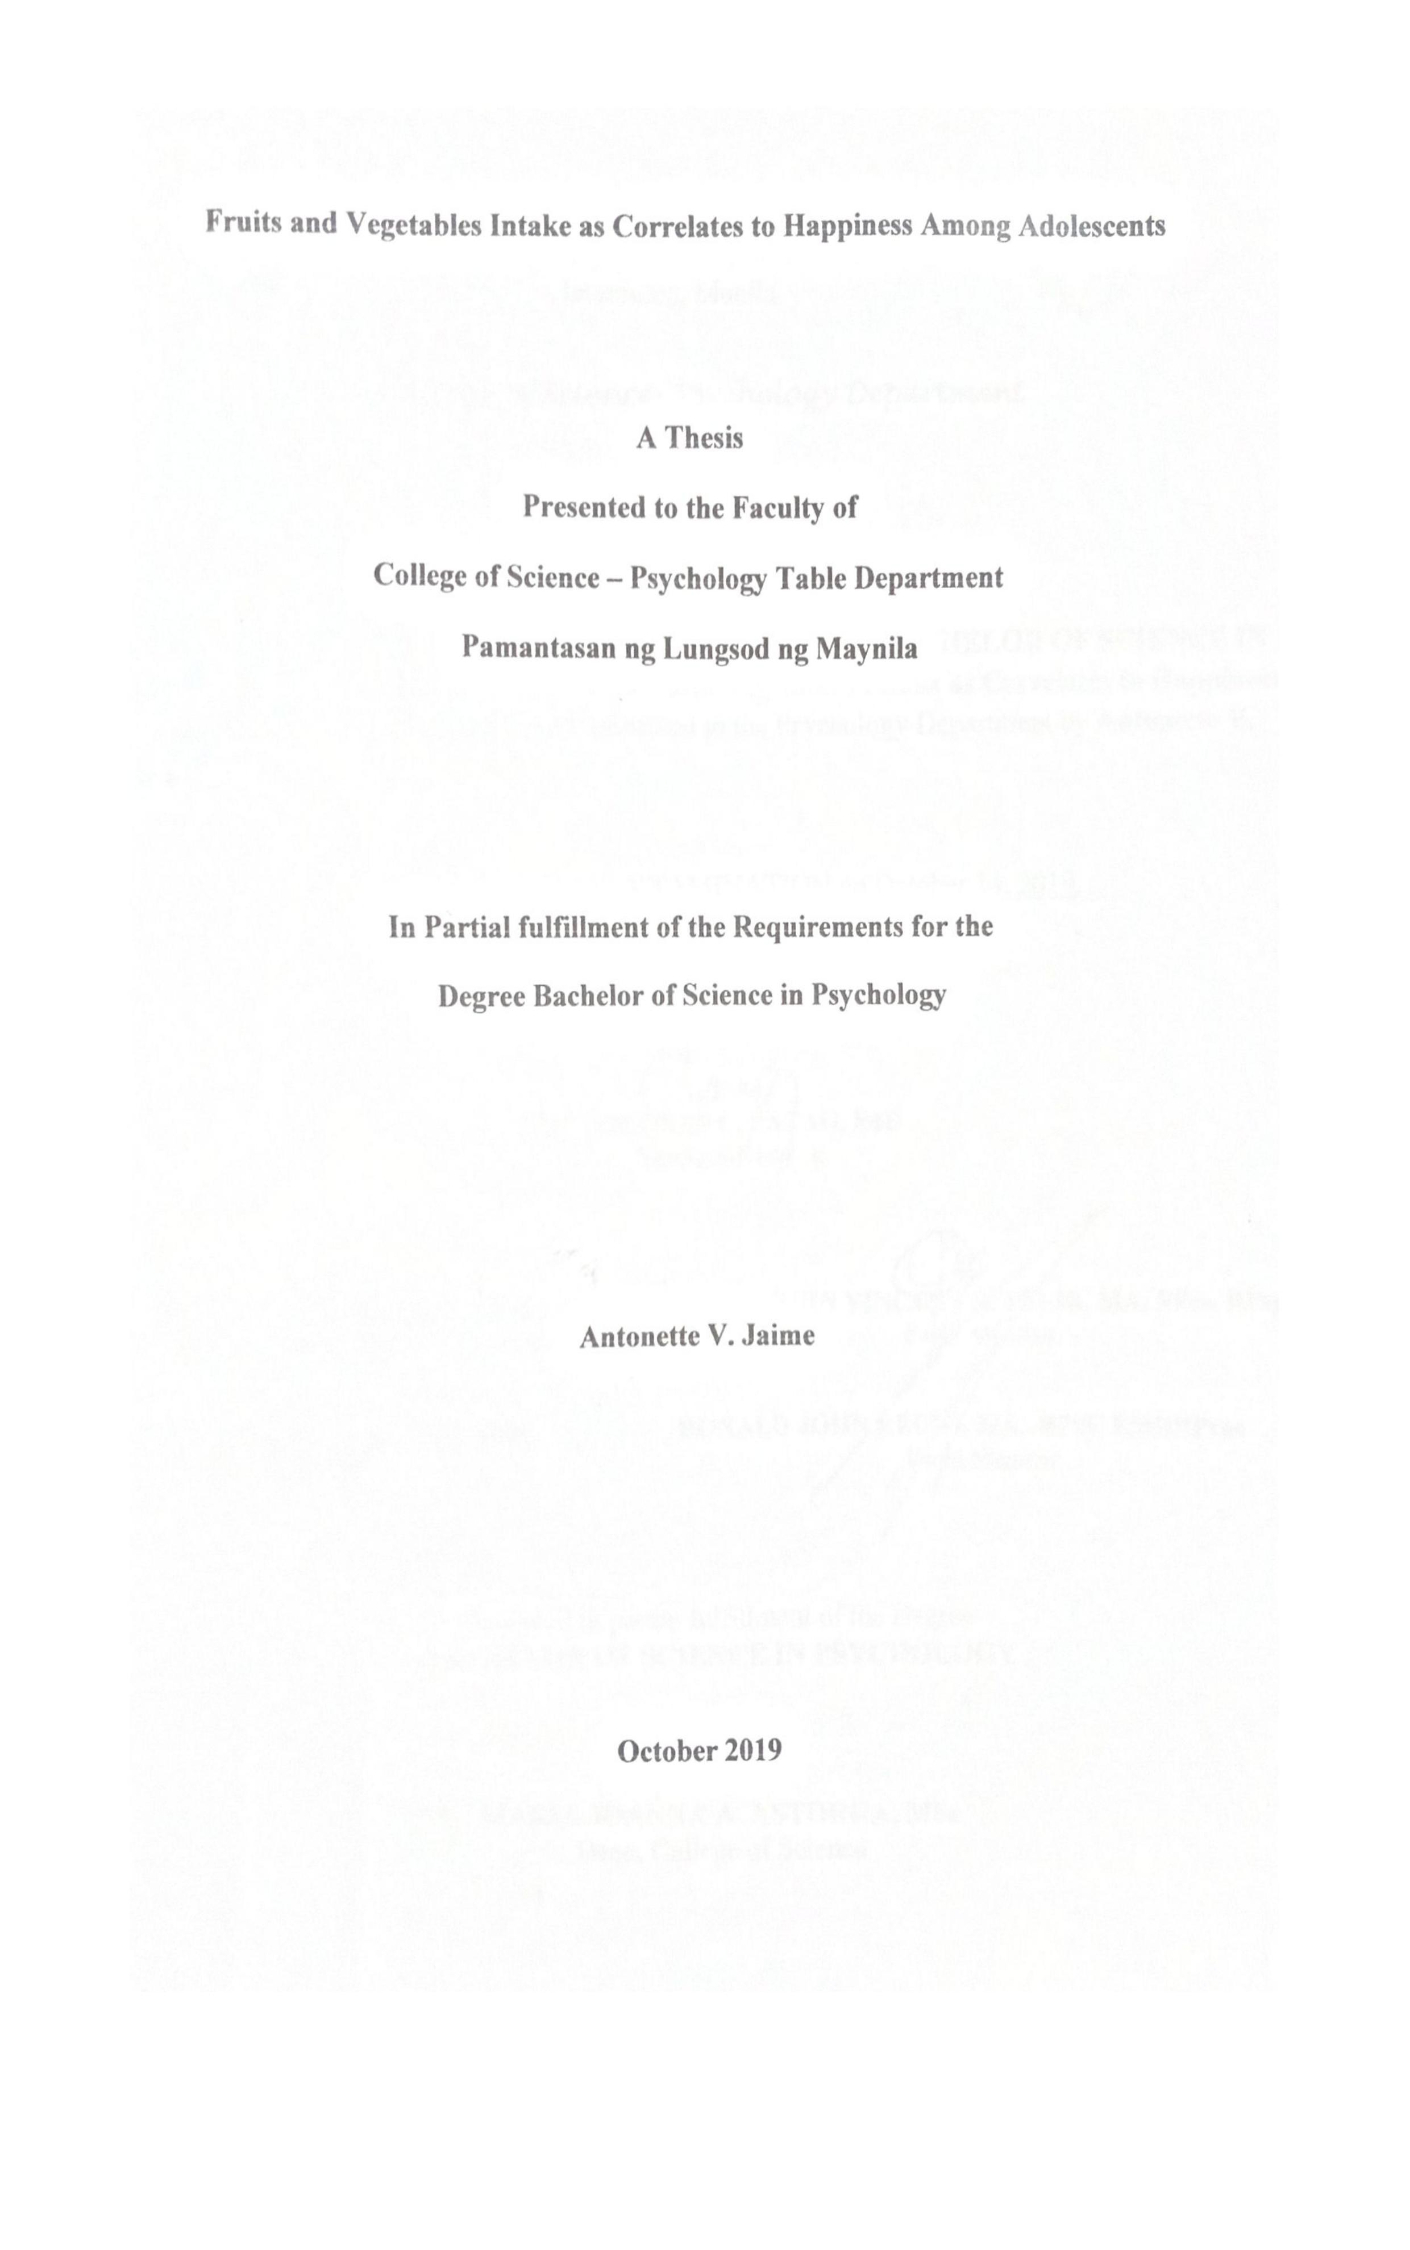 Fruits and Vegetables Intake as Correlates to Happiness Among Adolescents
A Thesis
Presented to the Faculty of
College of Science – Psychology Table Department
Pamantasan ng Lungsod ng Maynila
In Partial fulfillment of the Requirements for the
Degree Bachelor of Science in Psychology
Antonette V. Jaime
October 2019